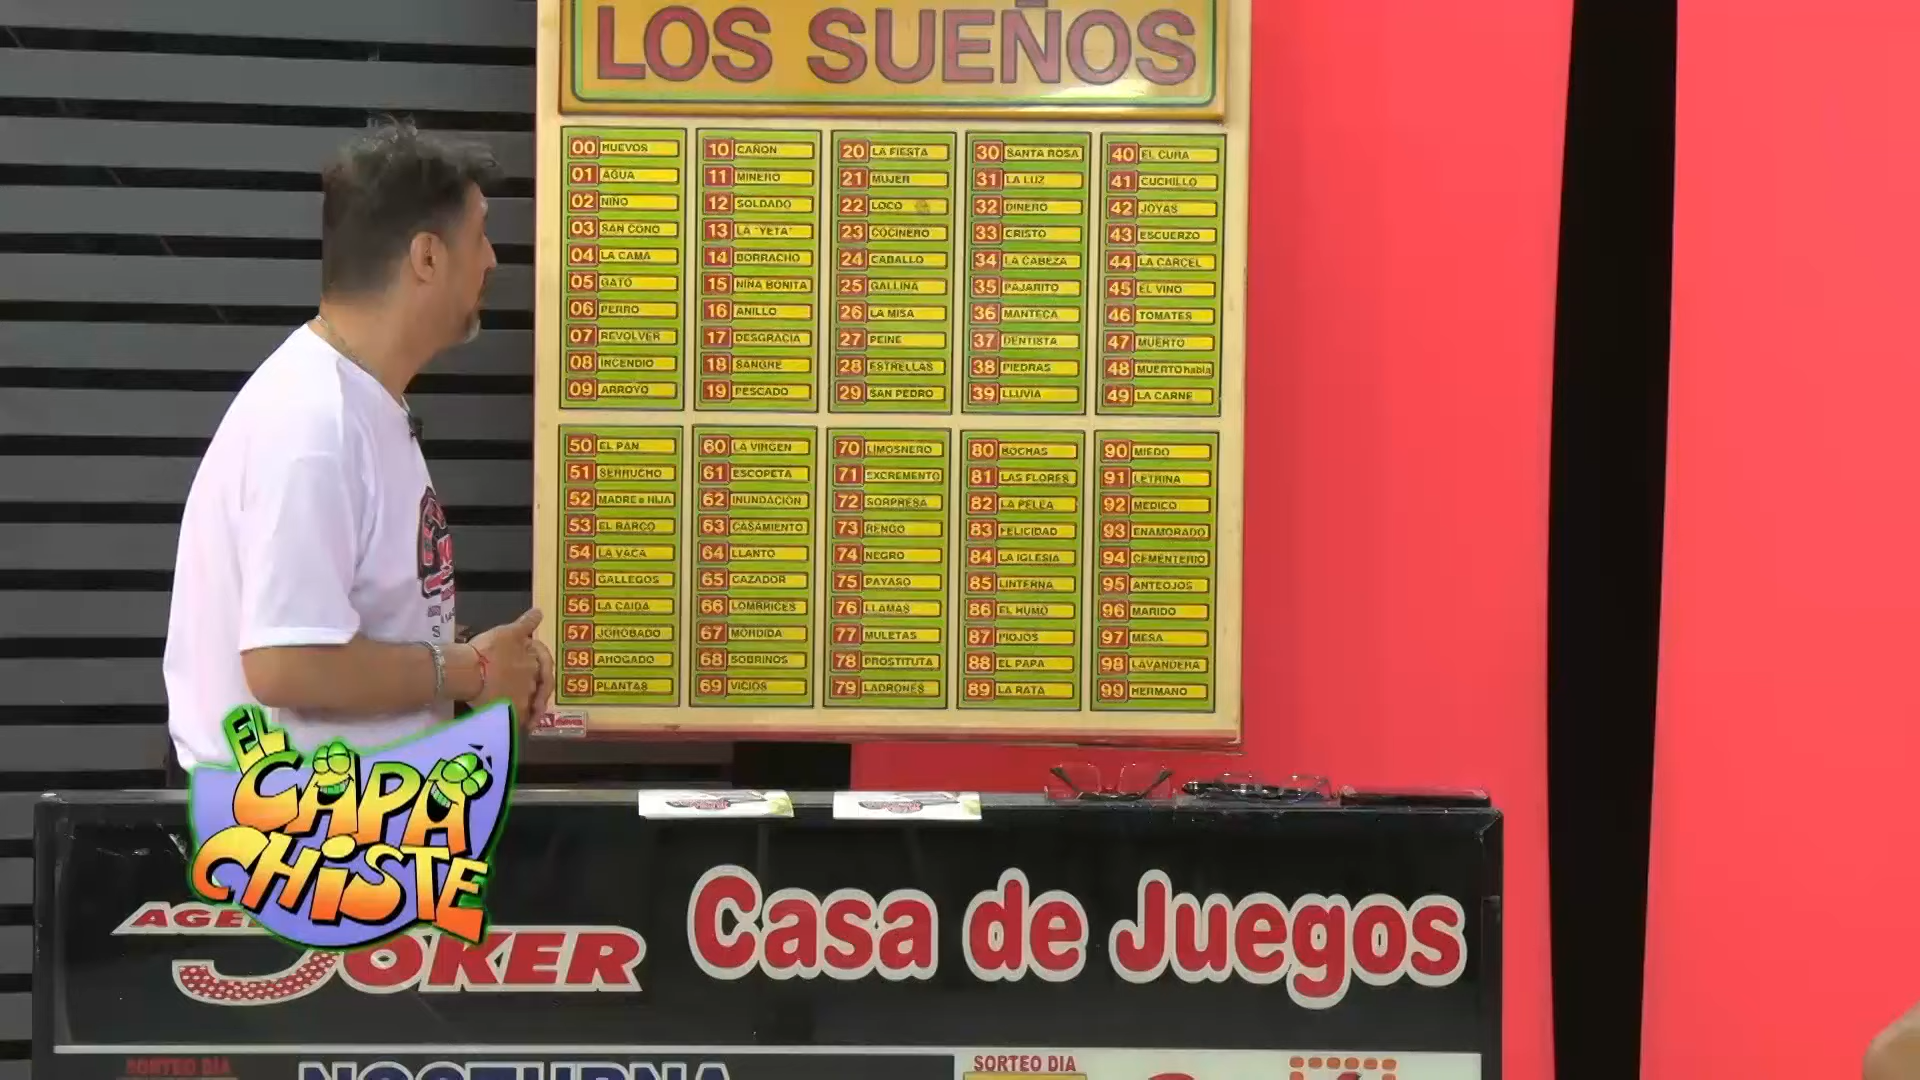 LOS SUEÑOS
00 HUEVOS
01 AGUA
02 NIÑO
03 SAN CONO
04 LA CAMA
05 GATO
06 PERRO
07 REVOLVER
08 INCENDIO
09 ARROYO
10 CAÑON
11 MINERO
12 SOLDADO
13 LA "YETA"
14 BORRACHO
15 NIÑA BONITA
16 ANILLO
17 DESGRACIA
18 SANGRE
19 PESCADO
20 LA FIESTA
21 MUJER
22 LOCO
23 COCINERO
24 CABALLO
25 GALLINA
26 LA MISA
27 PEINE
28 ESTRELLAS
29 SAN PEDRO
30 SANTA ROSA
31 LA LUZ
32 DINERO
33 CRISTO
34 LA CABEZA
35 PAJARITO
36 MANTECA
37 DENTISTA
38 PIEDRAS
39 LLUVIA
40 EL CURA
41 CUCHILLO
42 JOYAS
43 ESCUERZO
44 LA CARCEL
45 EL VINO
46 TOMATES
47 MUERTO
48 MUERTO habla
49 LA CARNE
50 EL PAN
51 SERRUCHO
52 MADRE e HIJA
53 EL BARCO
54 LA VACA
55 GALLEGOS
56 LA CAIDA
57 JOROBADO
58 AHOGADO
59 PLANTAS
60 LA VIRGEN
61 ESCOPETA
62 INUNDACIÓN
63 CASAMIENTO
64 LLANTO
65 CAZADOR
66 LOMBRICES
67 MORDIDA
68 SOBRINOS
69 VICIOS
70 LIMOSNERO
71 EXCREMENTO
72 SORPRESA
73 RENGO
74 NEGRO
75 PAYASO
76 LLAMAS
77 MULETAS
78 PROSTITUTA
79 LADRONES
80 BOCHAS
81 LAS FLORES
82 LA PELEA
83 FELICIDAD
84 LA IGLESIA
85 LINTERNA
86 EL HUMO
87 PIOJOS
88 EL PAPA
89 LA RATA
90 MIEDO
91 LETRINA
92 MEDICO
93 ENAMORADO
94 CEMENTERIO
95 ANTEOJOS
96 MARIDO
97 MESA
98 LAVANDERA
99 HERMANO
EL
CAPA
CHISTE
AGE
JOKER
Casa de Juegos
SORTEO DIA
NOCTURNA
SORTEO DIA